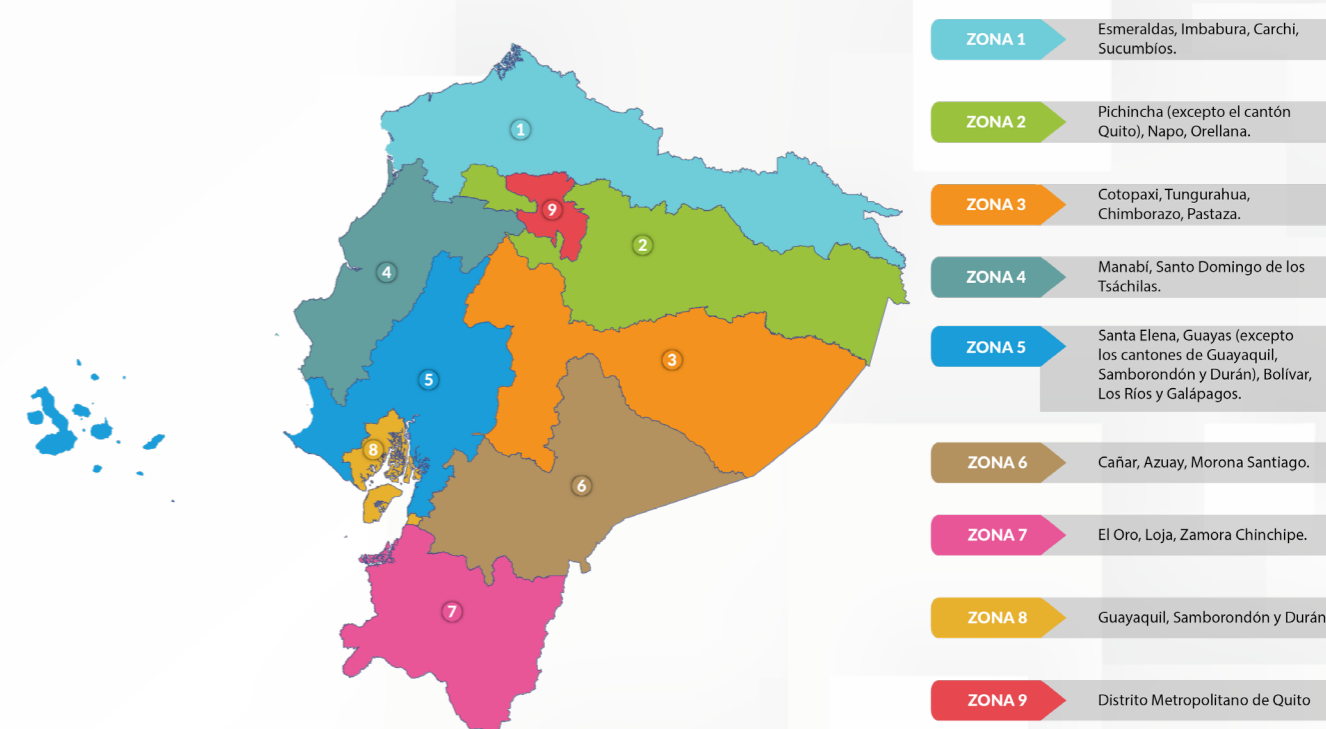 1
2
3
4
5
6
7
8
9
ZONA 1
Esmeraldas, Imbabura, Carchi,
Sucumbíos.
ZONA 2
Pichincha (excepto el cantón
Quito), Napo, Orellana.
ZONA 3
Cotopaxi, Tungurahua,
Chimborazo, Pastaza.
ZONA 4
Manabí, Santo Domingo de los
Tsáchilas.
ZONA 5
Santa Elena, Guayas (excepto
los cantones de Guayaquil,
Samborondón y Durán), Bolívar,
Los Ríos y Galápagos.
ZONA 6
Cañar, Azuay, Morona Santiago.
ZONA 7
El Oro, Loja, Zamora Chinchipe.
ZONA 8
Guayaquil, Samborondón y Durán
ZONA 9
Distrito Metropolitano de Quito